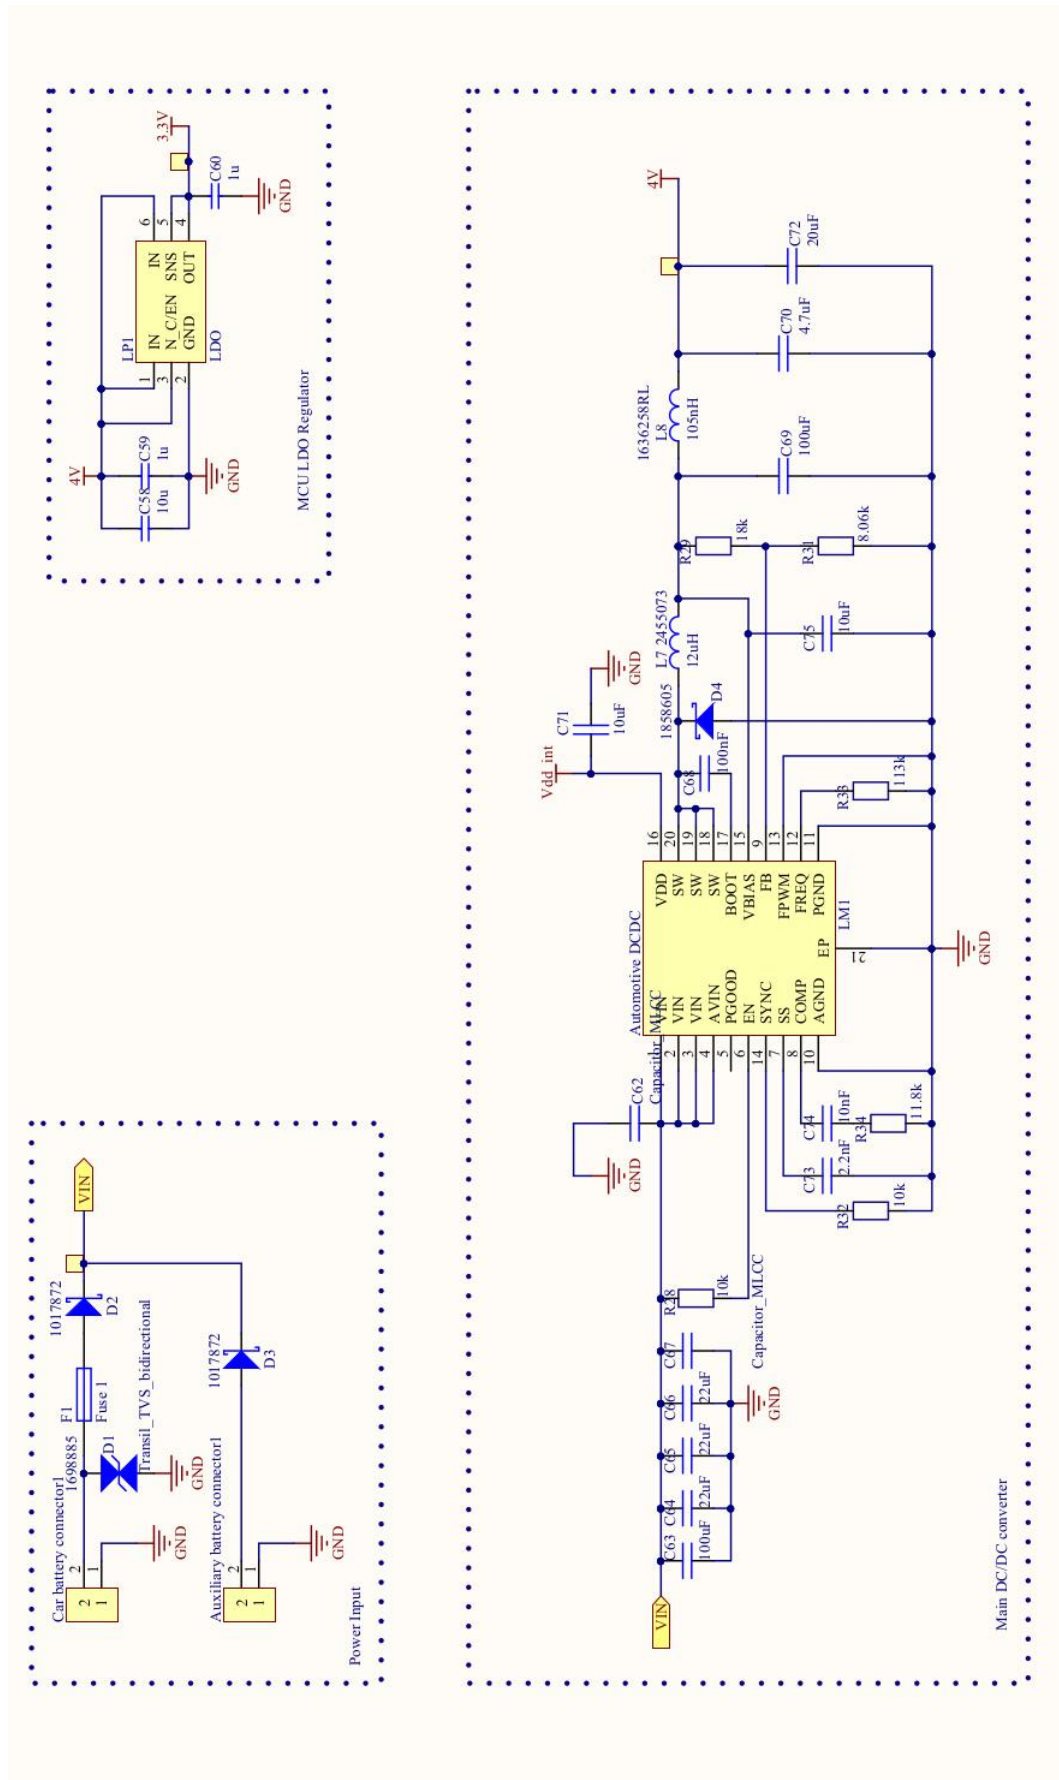 Car battery connector1
2
1
2
1
GND
1698885
D1
Transil_TVS_bidirectional
GND
F1
Fuse 1
1017872
D2
VIN
Auxiliary battery connector1
2
1
2
1
GND
1017872
D3
Power Input
4V
C58
10u
C59
1u
GND
LP1
1
3
2
IN
N_C/EN
GND
IN
SNS
OUT
6
5
4
LDO
3.3V
C60
1u
GND
MCU LDO Regulator
VIN
C63
100uF
C64
22uF
C65
22uF
C66
22uF
C67
Capacitor_MLCC
GND
R28
10k
R32
10k
C73
2.2nF
C74
10nF
R34
11.8k
GND
C62
Capacitor_MLCC
Automotive DCDC
1
2
3
4
5
6
14
7
8
10
VIN
VIN
VIN
AVIN
PGOOD
EN
SYNC
SS
COMP
AGND
EP
21
GND
VDD
SW
SW
SW
BOOT
VBIAS
FB
FPWM
FREQ
PGND
LM1
16
20
19
18
17
15
9
13
12
11
Vdd_int
C71
10uF
GND
C68
100nF
1858605
D4
R33
113k
L7 2455073
12uH
C75
10uF
R29
18k
R31
8.06k
C69
100uF
1636258RL
L8
105nH
C70
4.7uF
C72
20uF
4V
Main DC/DC converter